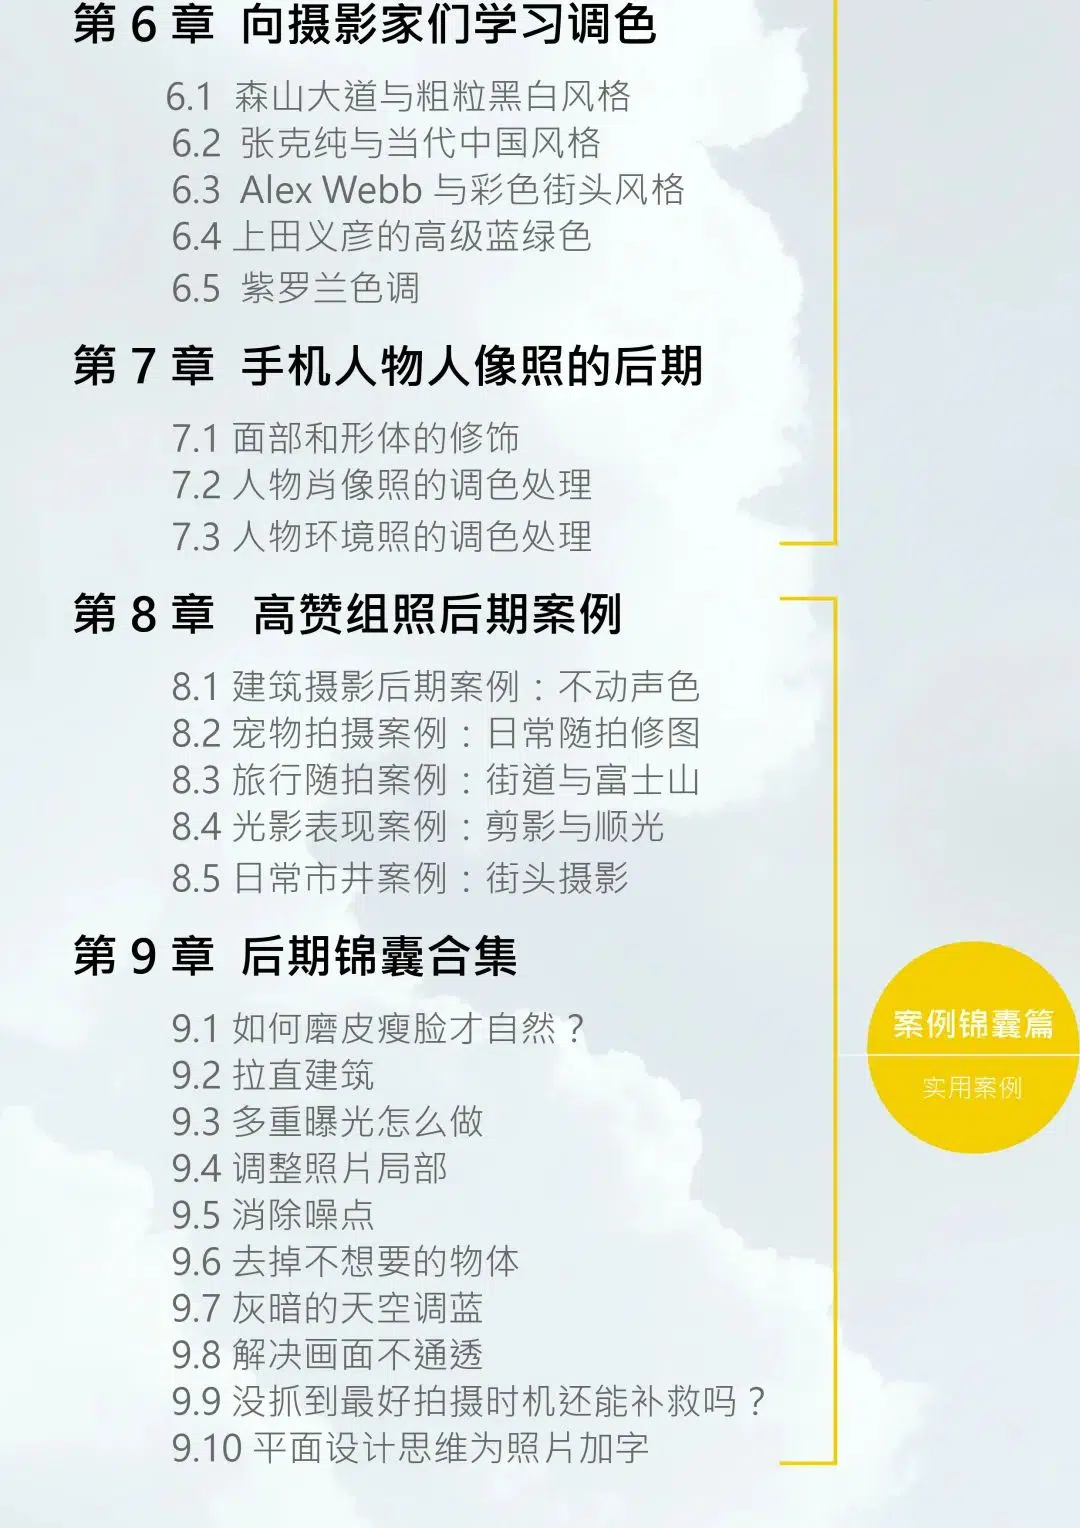 第 6 章 向摄影家们学习调色
6.1 森山大道与粗粒黑白风格
6.2 张克纯与当代中国风格
6.3 Alex Webb 与彩色街头风格
6.4 上田义彦的高级蓝绿色
6.5 紫罗兰色调
第 7 章 手机人物人像照的后期
7.1 面部和形体的修饰
7.2 人物肖像照的调色处理
7.3 人物环境照的调色处理
第 8 章 高赞组照后期案例
8.1 建筑摄影后期案例：不动声色
8.2 宠物拍摄案例：日常随拍修图
8.3 旅行随拍案例：街道与富士山
8.4 光影表现案例：剪影与顺光
8.5 日常市井案例：街头摄影
第 9 章 后期锦囊合集
9.1 如何磨皮瘦脸才自然？
9.2 拉直建筑
9.3 多重曝光怎么做
9.4 调整照片局部
9.5 消除噪点
9.6 去掉不想要的物体
9.7 灰暗的天空调蓝
9.8 解决画面不通透
9.9 没抓到最好拍摄时机还能补救吗？
9.10 平面设计思维为照片加字
案例锦囊篇
实用案例